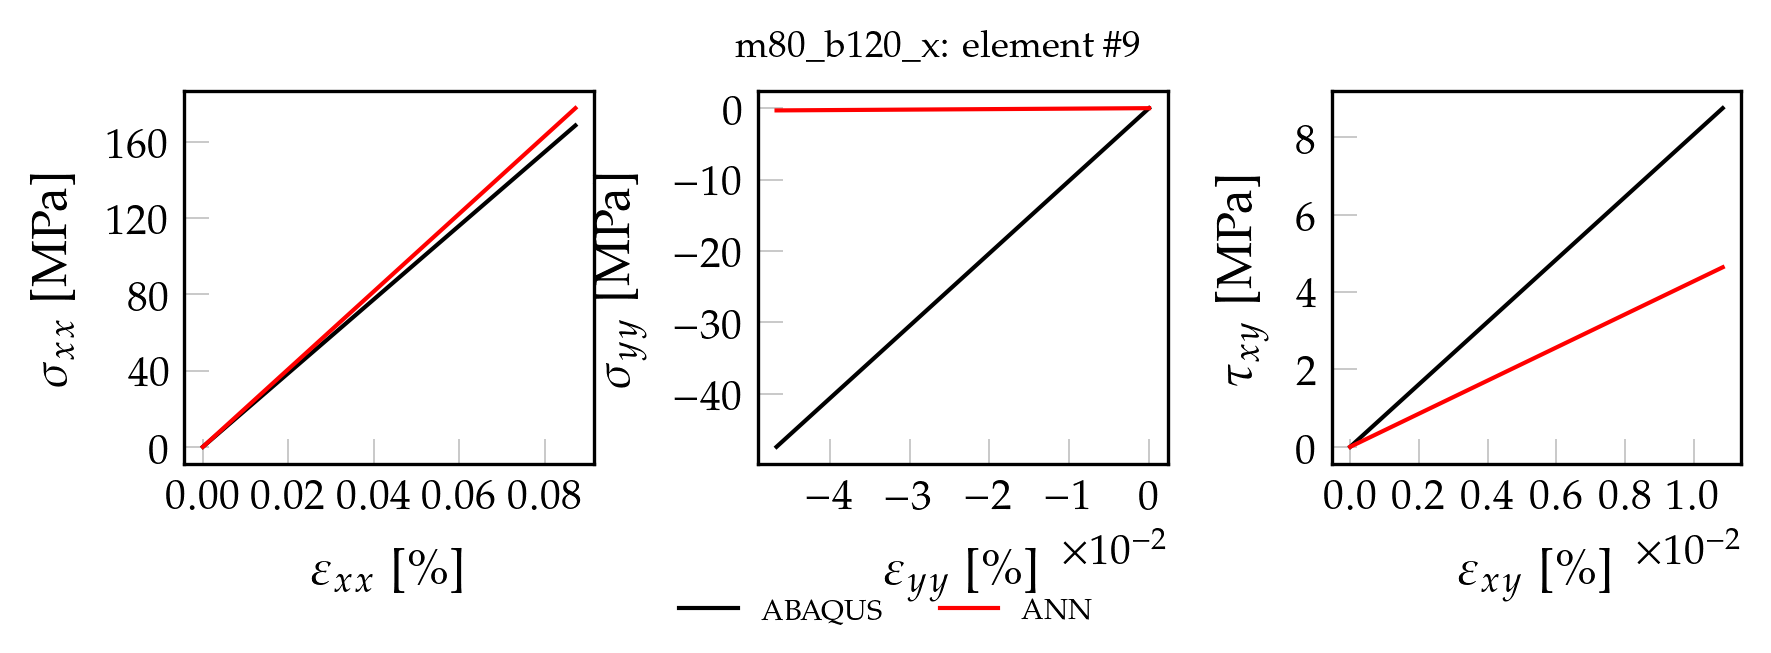 m80_b120_x: element #9
σxx [MPa]
160
120
80
40
0
0.00 0.02 0.04 0.06 0.08
εxx [%]
σyy [MPa]
0
−10
−20
−30
−40
−4 −3 −2 −1 0
×10−2
εyy [%]
τxy [MPa]
8
6
4
2
0
0.0 0.2 0.4 0.6 0.8 1.0
×10−2
εxy [%]
ABAQUS ANN